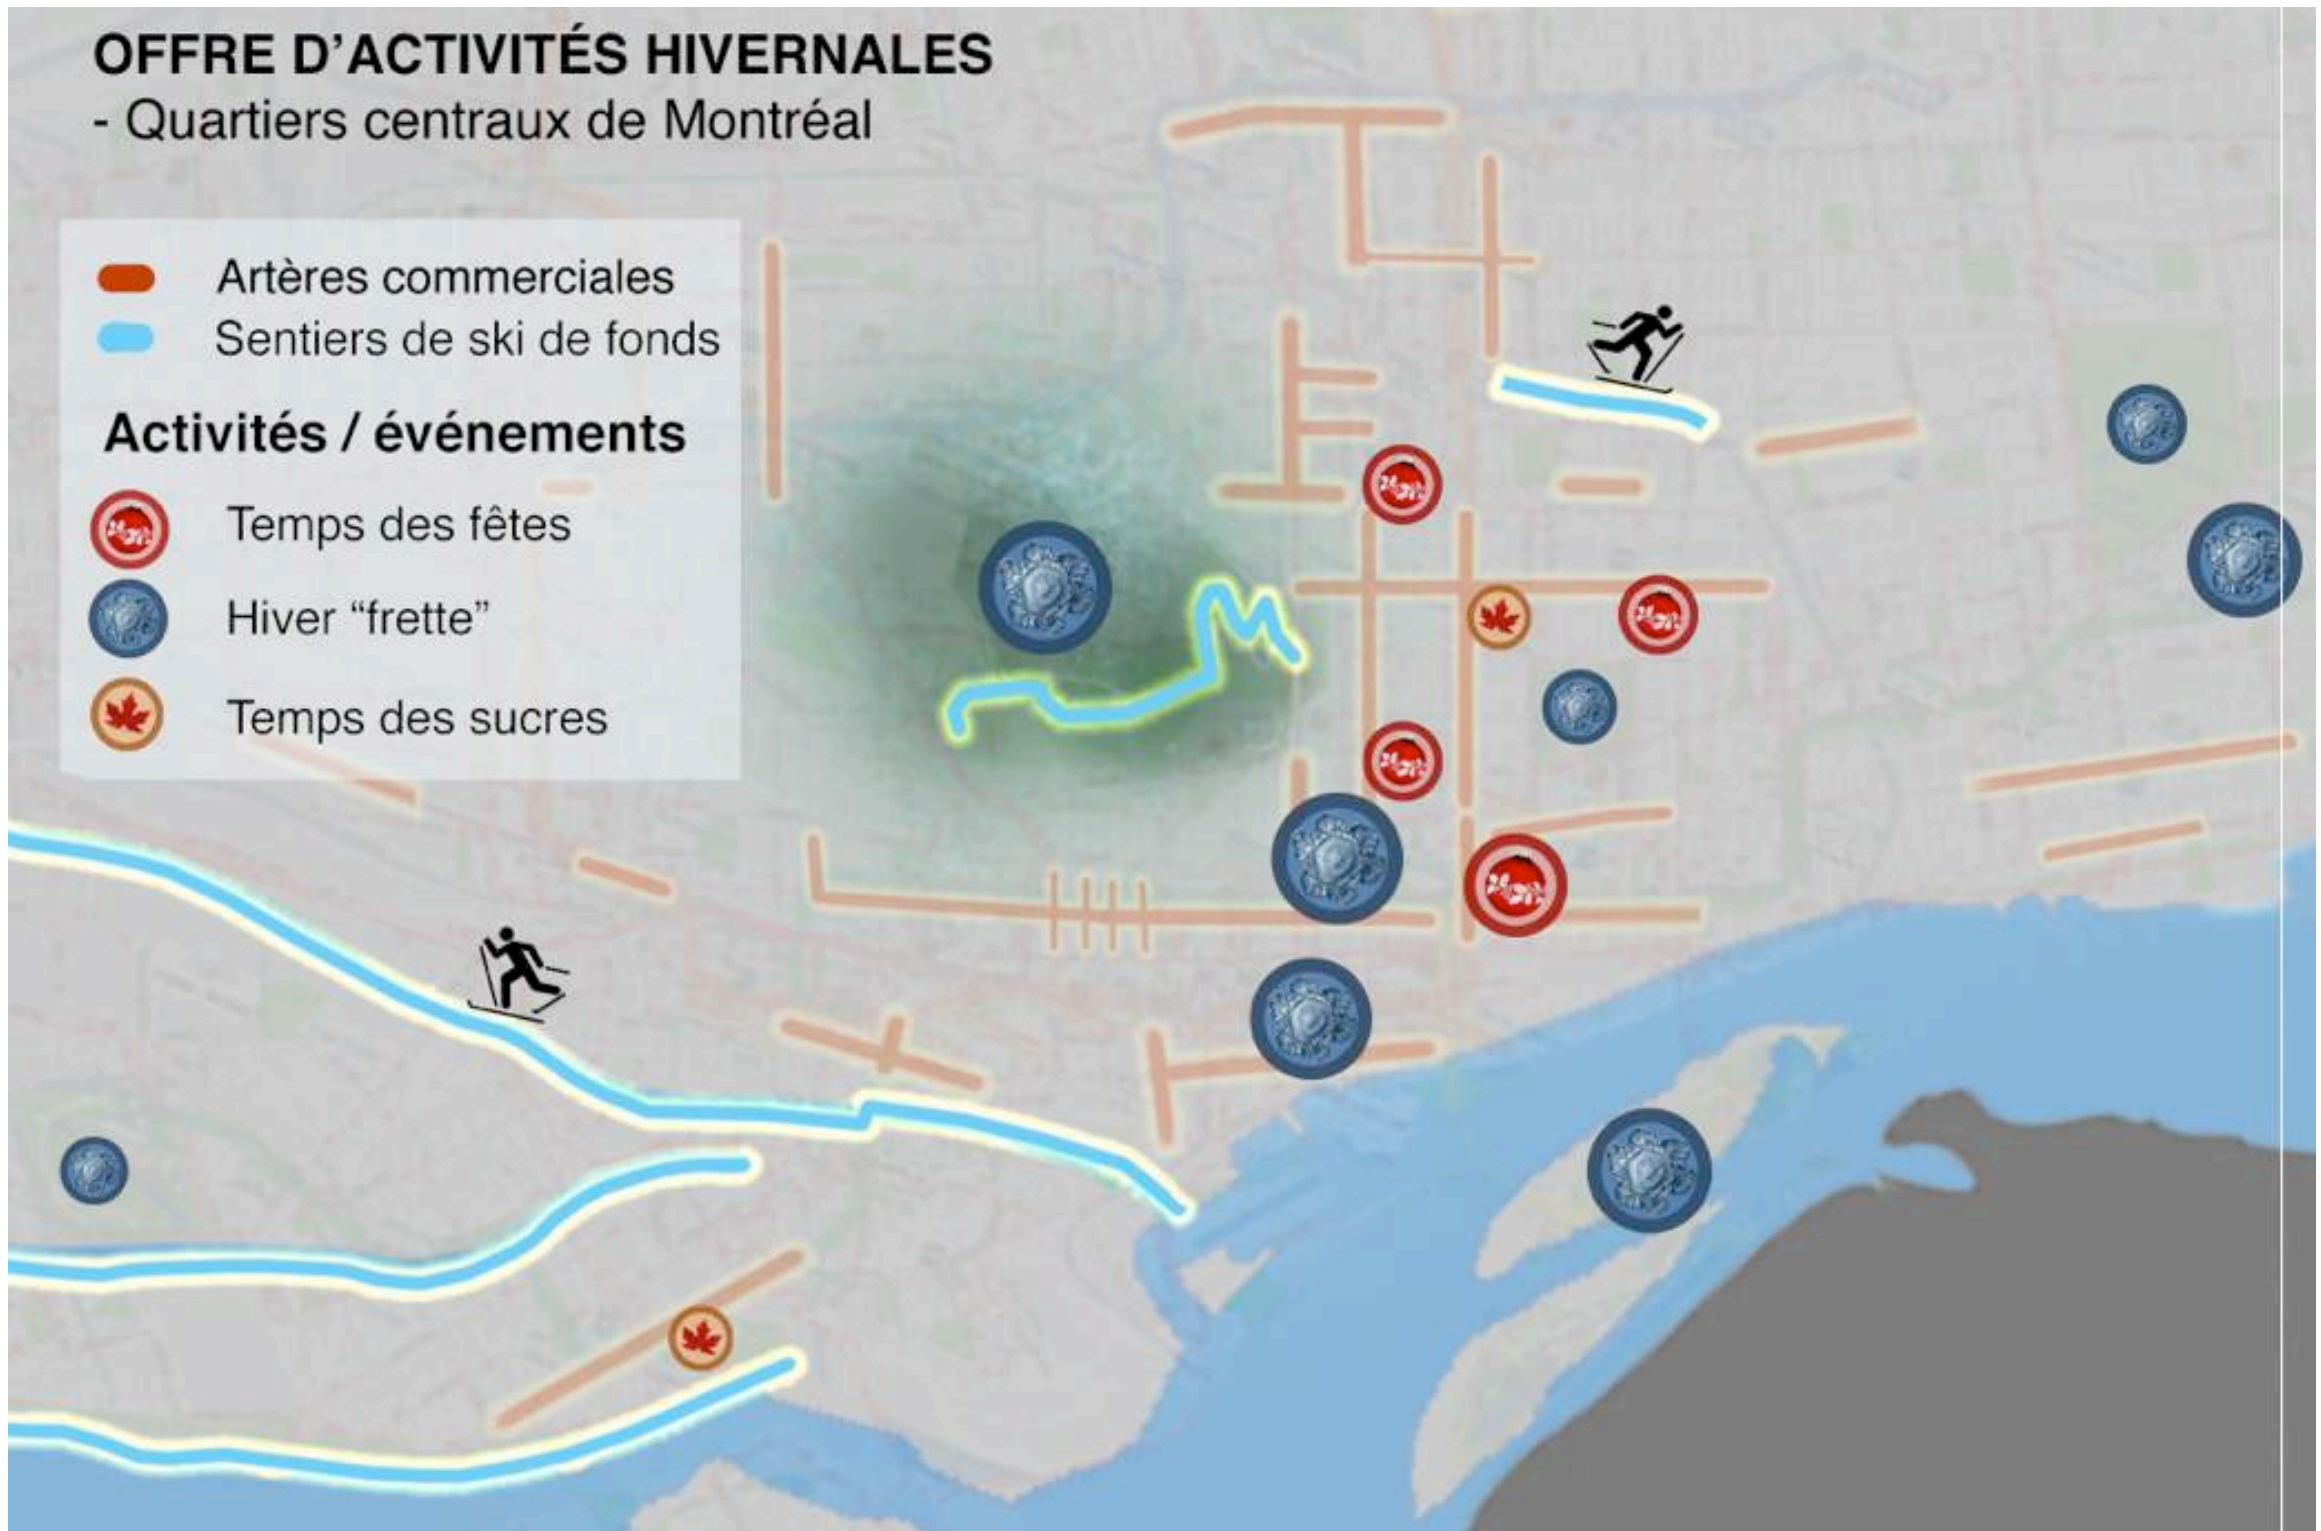 OFFRE D'ACTIVITÉS HIVERNALES
- Quartiers centraux de Montréal
Artères commerciales
Sentiers de ski de fonds
Activités / événements
Temps des fêtes
Hiver “frette”
Temps des sucres